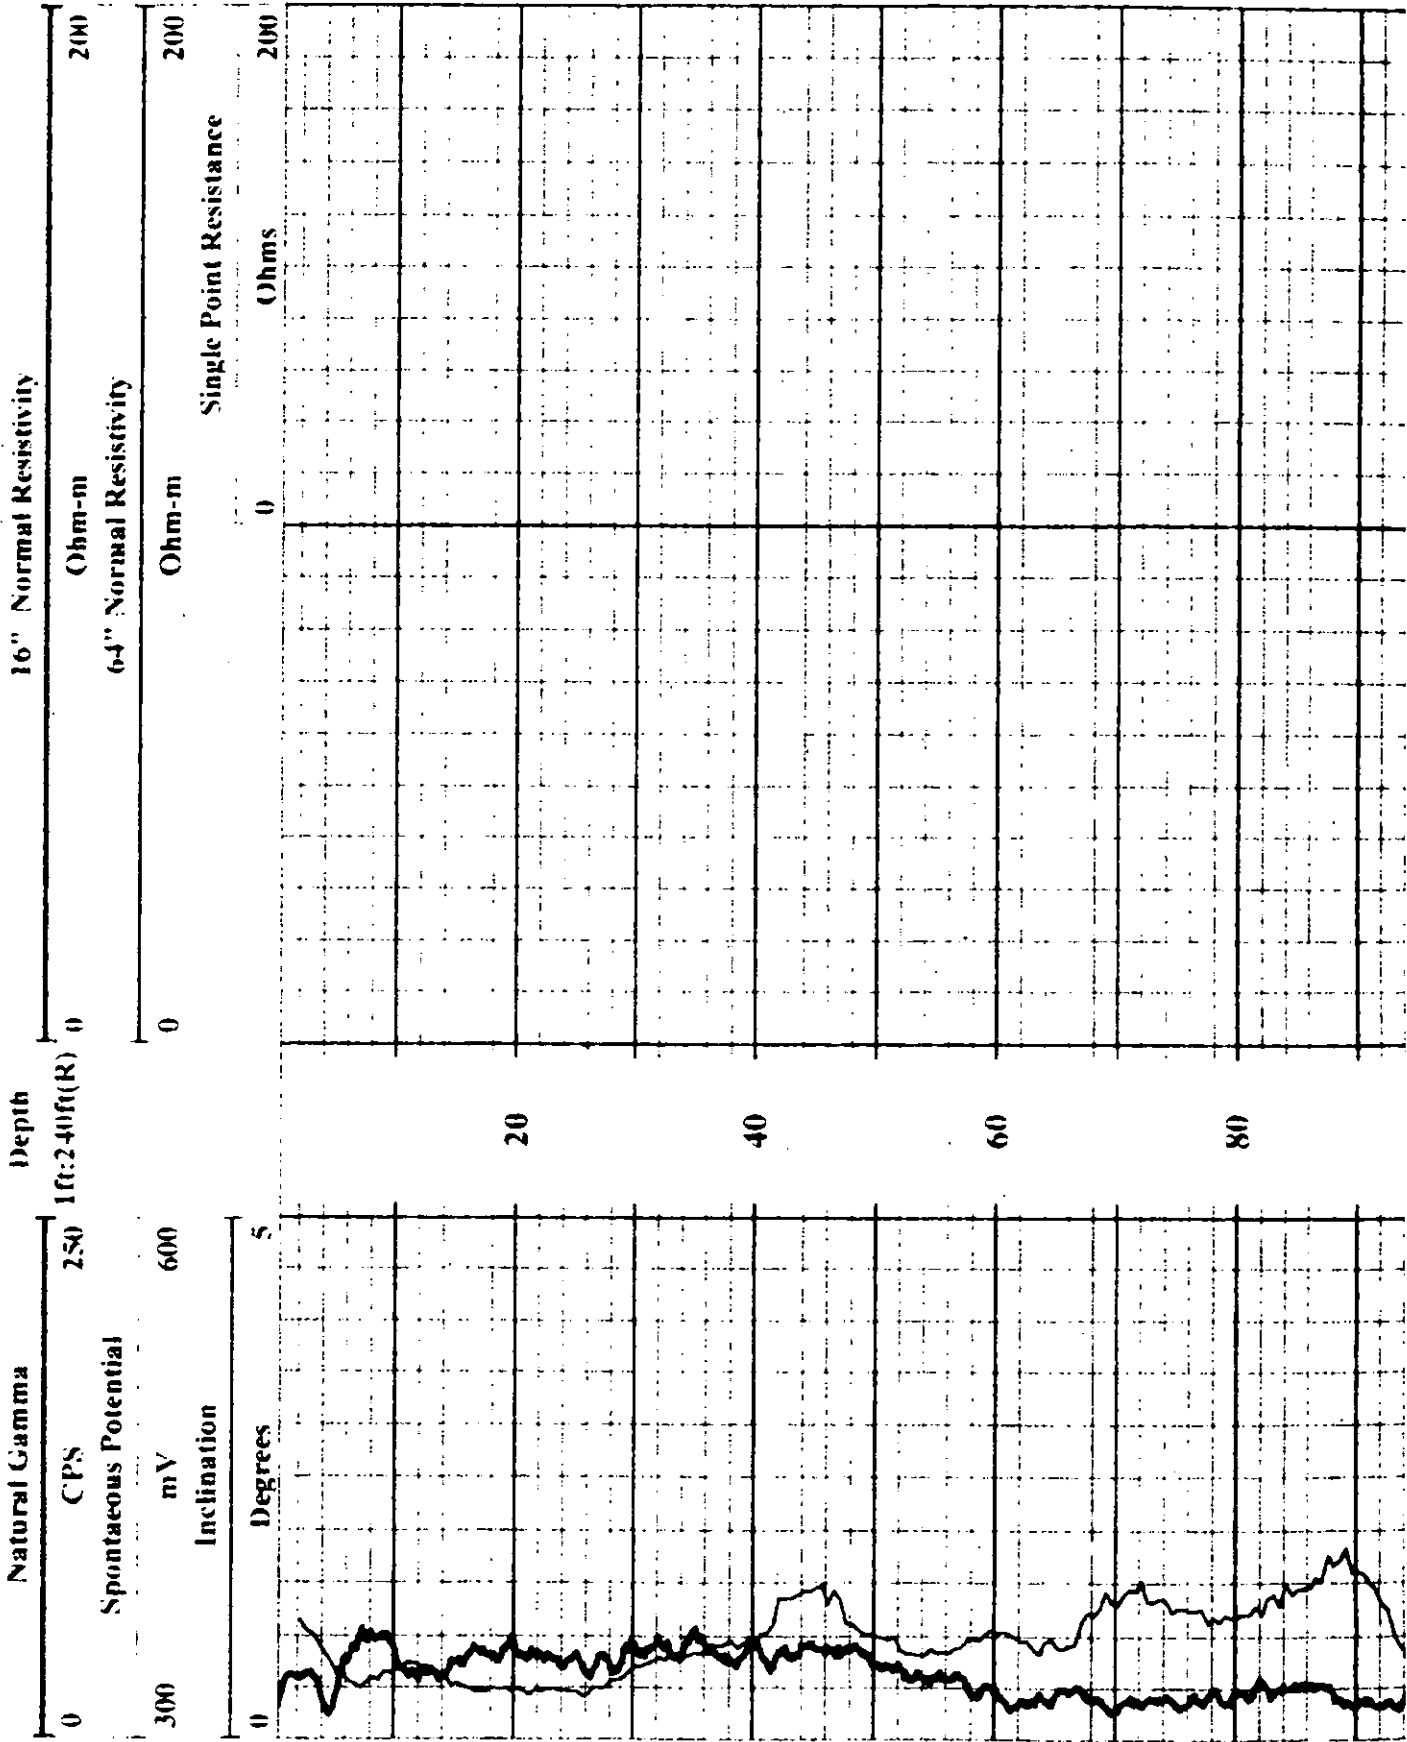 Natural Gamma
0 CPS 250
Spontaeous Potential
300 mV 600
Inclination
0 Degrees 5
Depth
1ft:240ft(R)
16" Normal Resistivity
0 Ohm-m 200
64" Normal Resistivity
0 Ohm-m 200
Single Point Resistance
0 Ohms 200
20
40
60
80